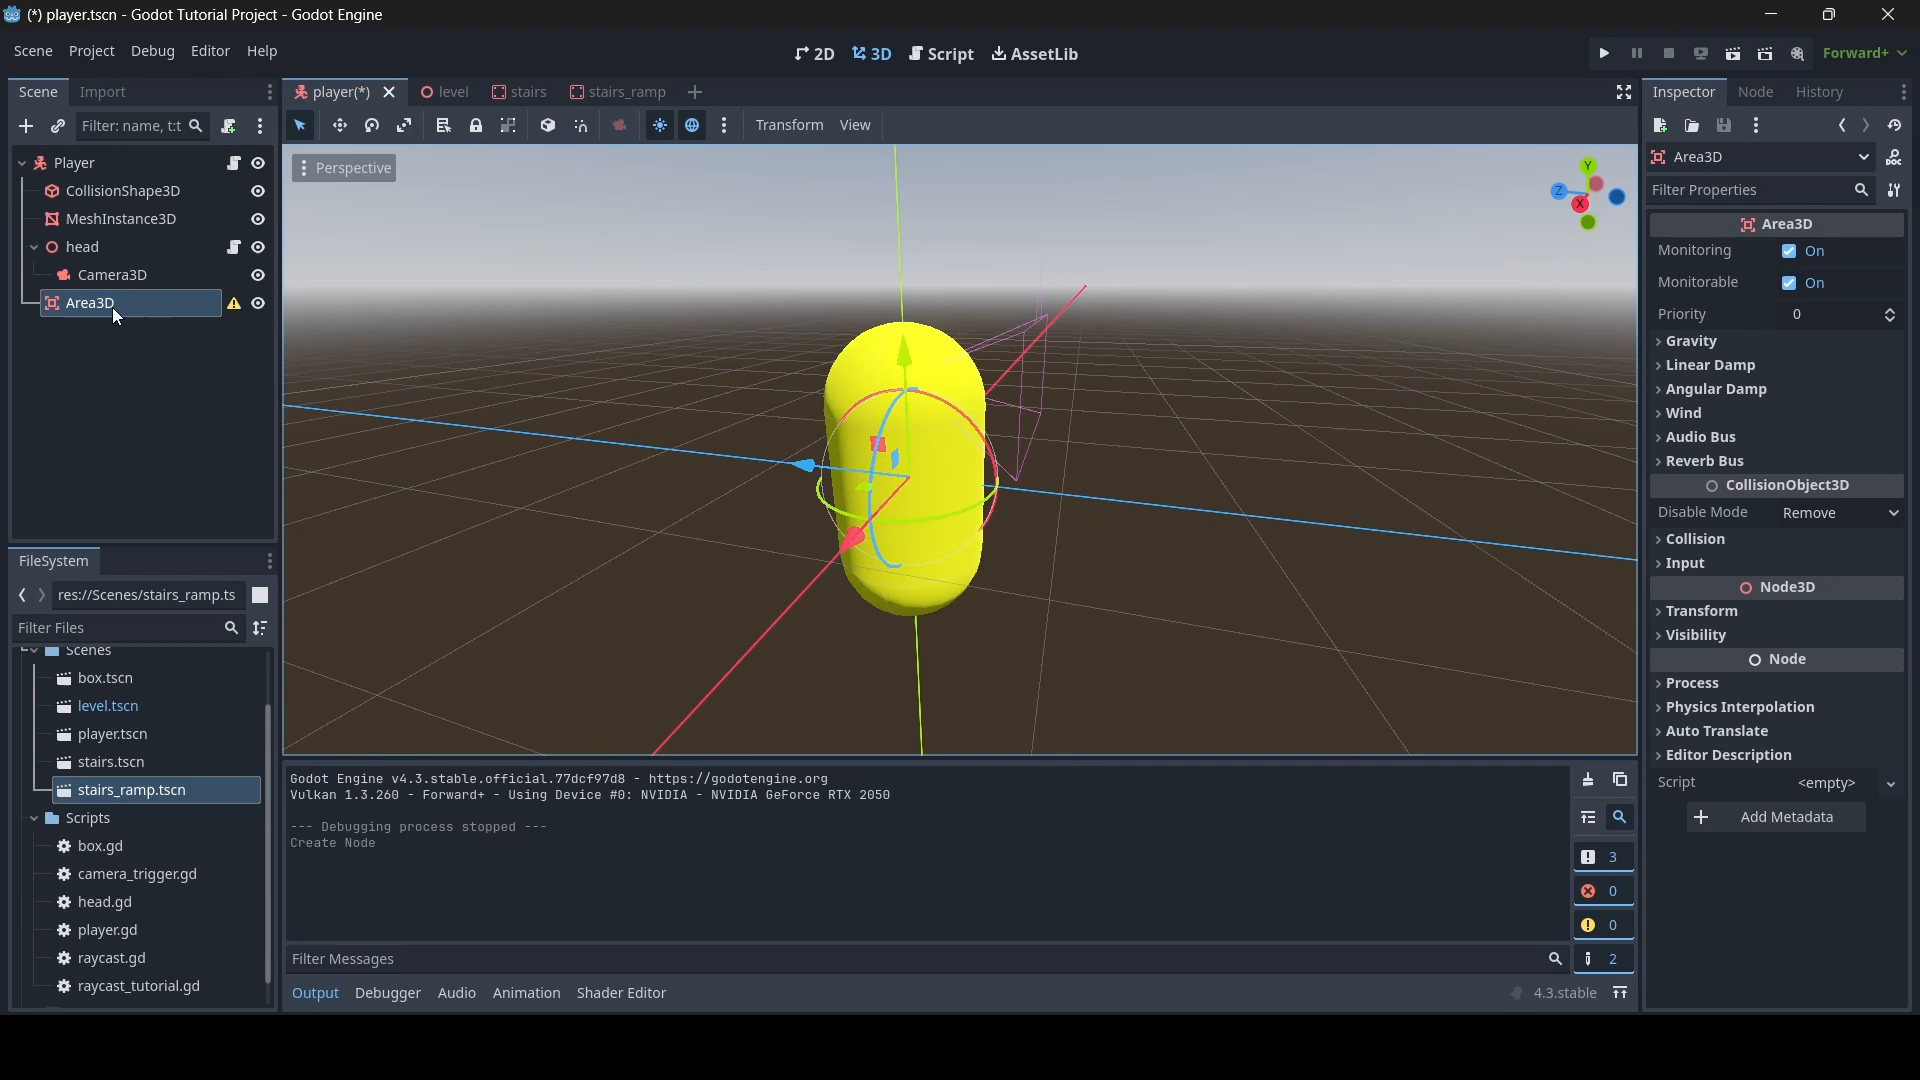 (*) player.tscn - Godot Tutorial Project - Godot Engine
Scene Project Debug Editor Help
2D 3D Script AssetLib
Forward+
Scene Import
player(*) level stairs stairs_ramp
Inspector Node History
Filter: name, t:t
Transform View
Area3D
Filter Properties
Player
CollisionShape3D
MeshInstance3D
head
Camera3D
Area3D
Perspective
Y
Z
X
Area3D
Monitoring On
Monitorable On
Priority 0
Gravity
Linear Damp
Angular Damp
Wind
Audio Bus
Reverb Bus
CollisionObject3D
Disable Mode Remove
Collision
Input
Node3D
Transform
Visibility
Node
Process
Physics Interpolation
Auto Translate
Editor Description
Script <empty>
Add Metadata
FileSystem
res://Scenes/stairs_ramp.ts
Filter Files
Scenes
box.tscn
level.tscn
player.tscn
stairs.tscn
stairs_ramp.tscn
Scripts
box.gd
camera_trigger.gd
head.gd
player.gd
raycast.gd
raycast_tutorial.gd
Godot Engine v4.3.stable.official.77dcf97d8 - https://godotengine.org
Vulkan 1.3.260 - Forward+ - Using Device #0: NVIDIA - NVIDIA GeForce RTX 2050
--- Debugging process stopped ---
Create Node
3
0
0
2
Filter Messages
Output Debugger Audio Animation Shader Editor
4.3.stable